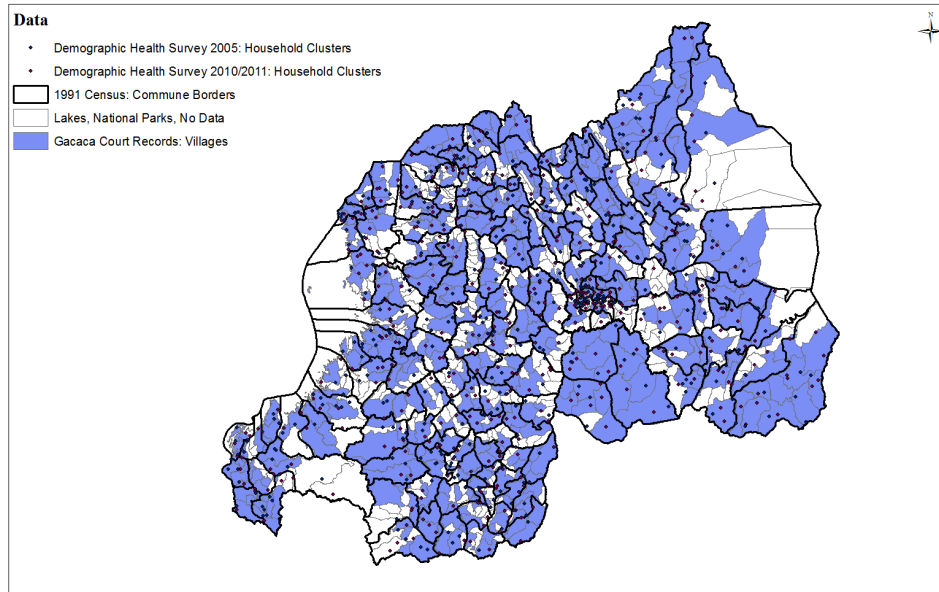 Data
Demographic Health Survey 2005: Household Clusters
Demographic Health Survey 2010/2011: Household Clusters
1991 Census: Commune Borders
Lakes, National Parks, No Data
Gacaca Court Records: Villages
N